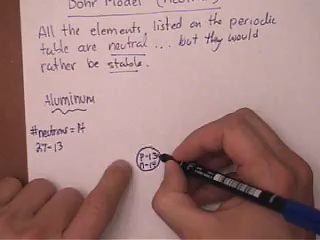 Bohr Model (neutral)
All the elements listed on the periodic
table are neutral ... but they would
rather be stable.
Aluminum
#neutrons = 14
27-13
P-13
n-14